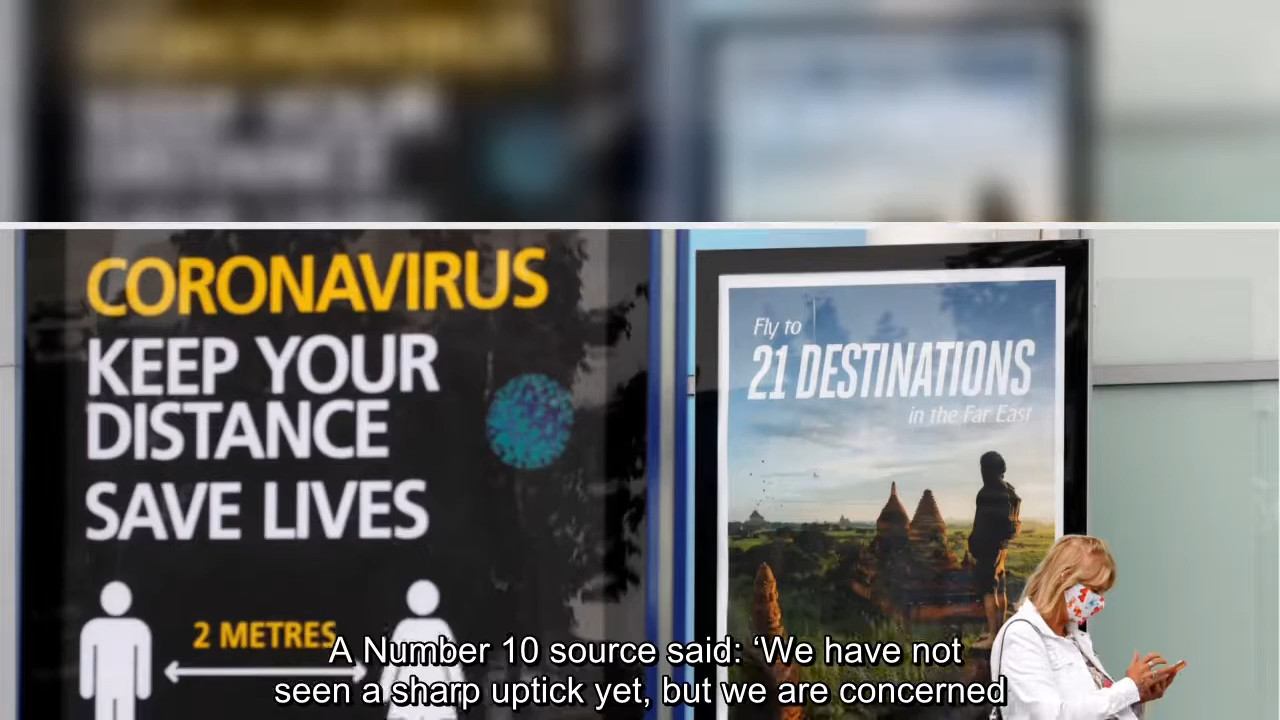 CORONAVIRUS
KEEP YOUR
DISTANCE
SAVE LIVES
2 METRES
Fly to
21 DESTINATIONS
in the Far East
A Number 10 source said: ‘We have not
seen a sharp uptick yet, but we are concerned